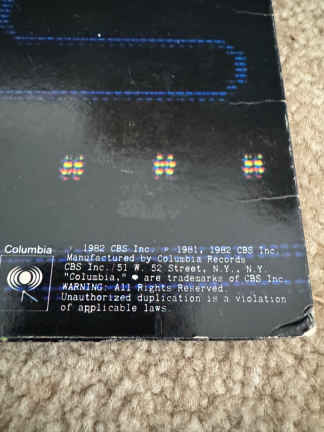 Columbia
℗ 1982 CBS Inc. ℗ 1981, 1982 CBS Inc.
Manufactured by Columbia Records
CBS Inc./51 W. 52 Street, N.Y., N.Y.
"Columbia," are trademarks of CBS Inc.
WARNING: All Rights Reserved
Unauthorized duplication is a violation
of applicable laws.